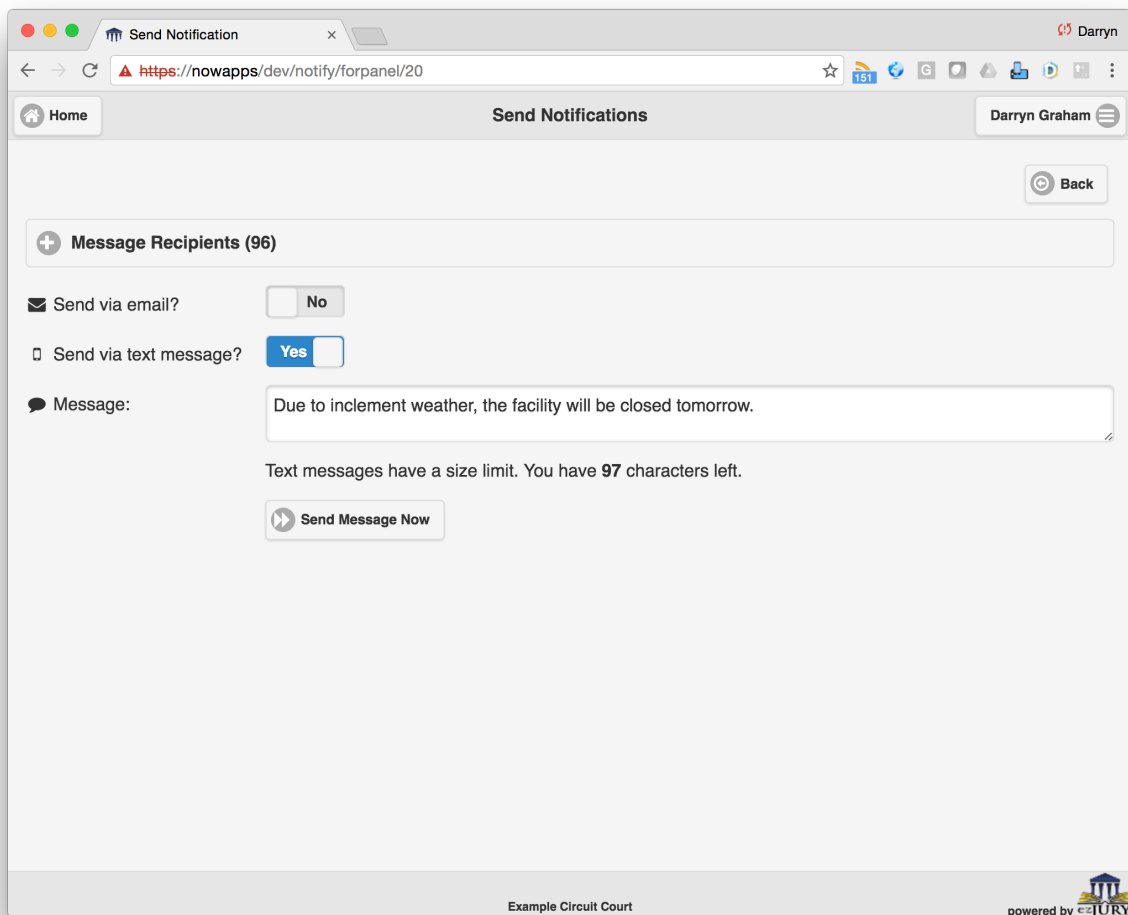 Send Notification
Darryn
https://nowapps/dev/notify/forpanel/20
151
G
D
Home
Send Notifications
Darryn Graham
Back
Message Recipients (96)
Send via email?
No
Send via text message?
Yes
Message:
Due to inclement weather, the facility will be closed tomorrow.
Text messages have a size limit. You have 97 characters left.
Send Message Now
Example Circuit Court
powered by ezJURY